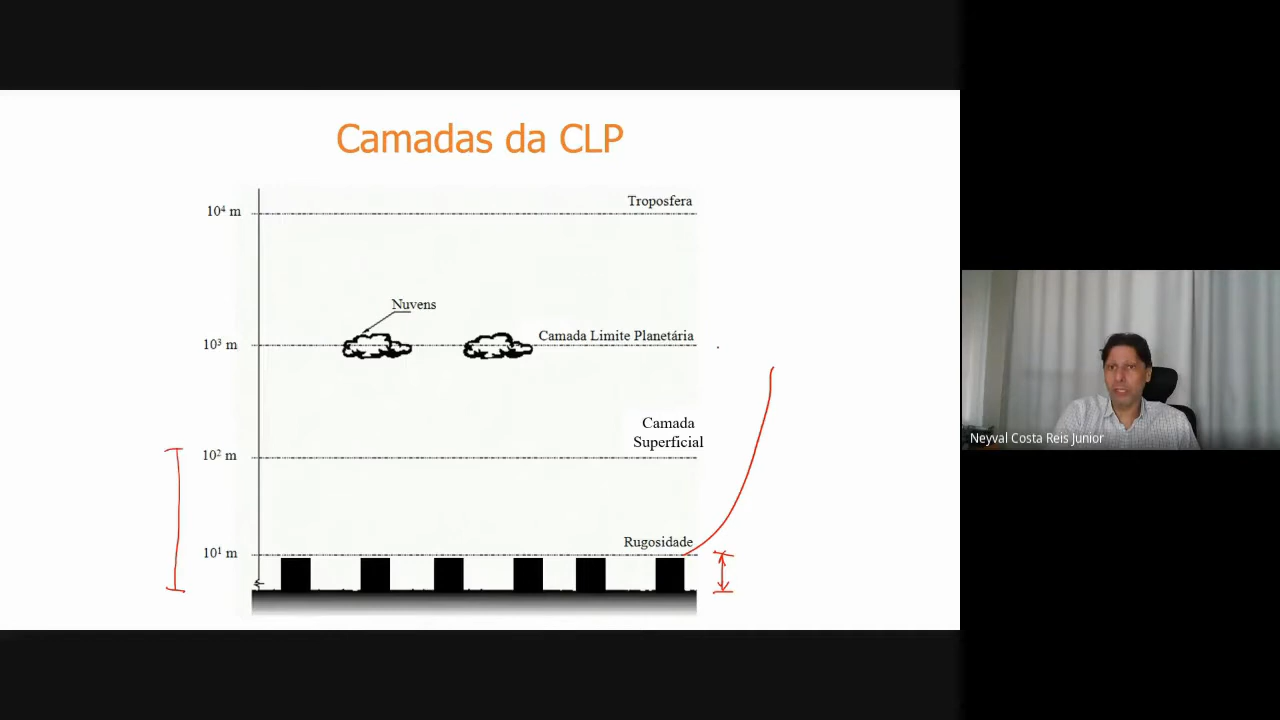 Camadas da CLP
Troposfera
10⁴ m
Nuvens
Camada Limite Planetária
10³ m
Camada
Superficial
10² m
Rugosidade
10¹ m
Neyval Costa Reis Junior